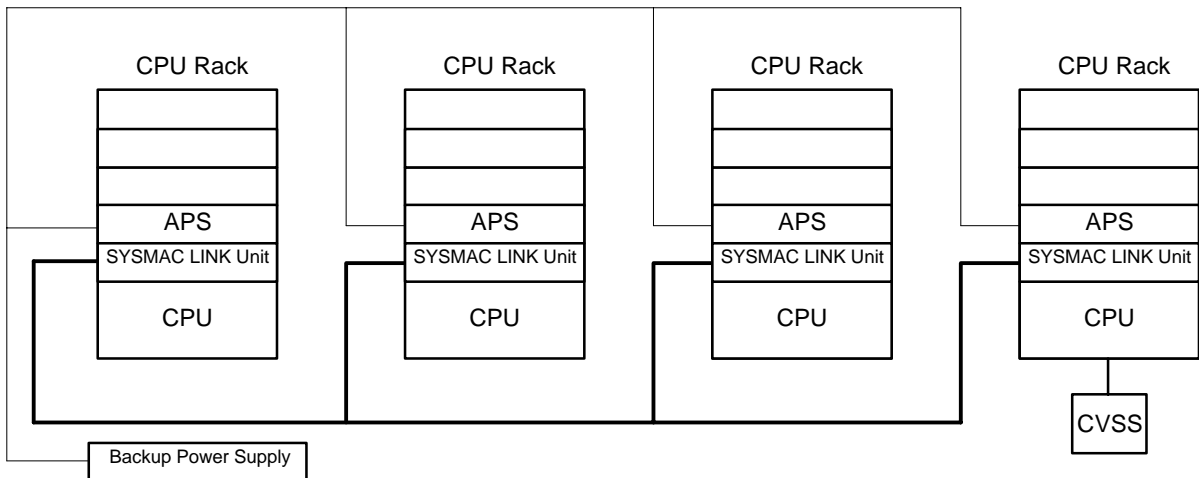 CPU Rack
CPU Rack
CPU Rack
CPU Rack
APS
APS
APS
APS
SYSMAC LINK Unit
SYSMAC LINK Unit
SYSMAC LINK Unit
SYSMAC LINK Unit
CPU
CPU
CPU
CPU
CVSS
Backup Power Supply